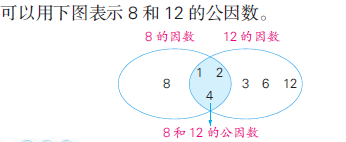 可以用下图表示 8 和 12 的公因数。
8 的因数 12 的因数
8 1 2 3 6 12
4
8 和 12 的公因数